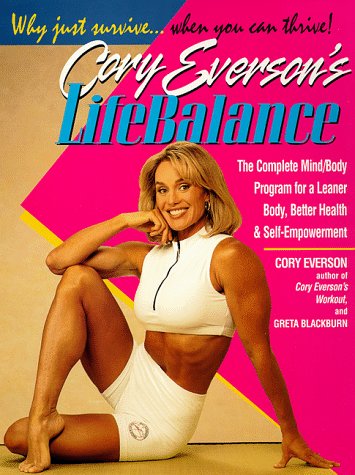 Why just survive... when you can thrive!
Cory Everson's
LifeBalance
The Complete Mind/Body
Program for a Leaner
Body, Better Health
& Self-Empowerment
CORY EVERSON
author of
Cory Everson's
Workout,
and
GRETA BLACKBURN